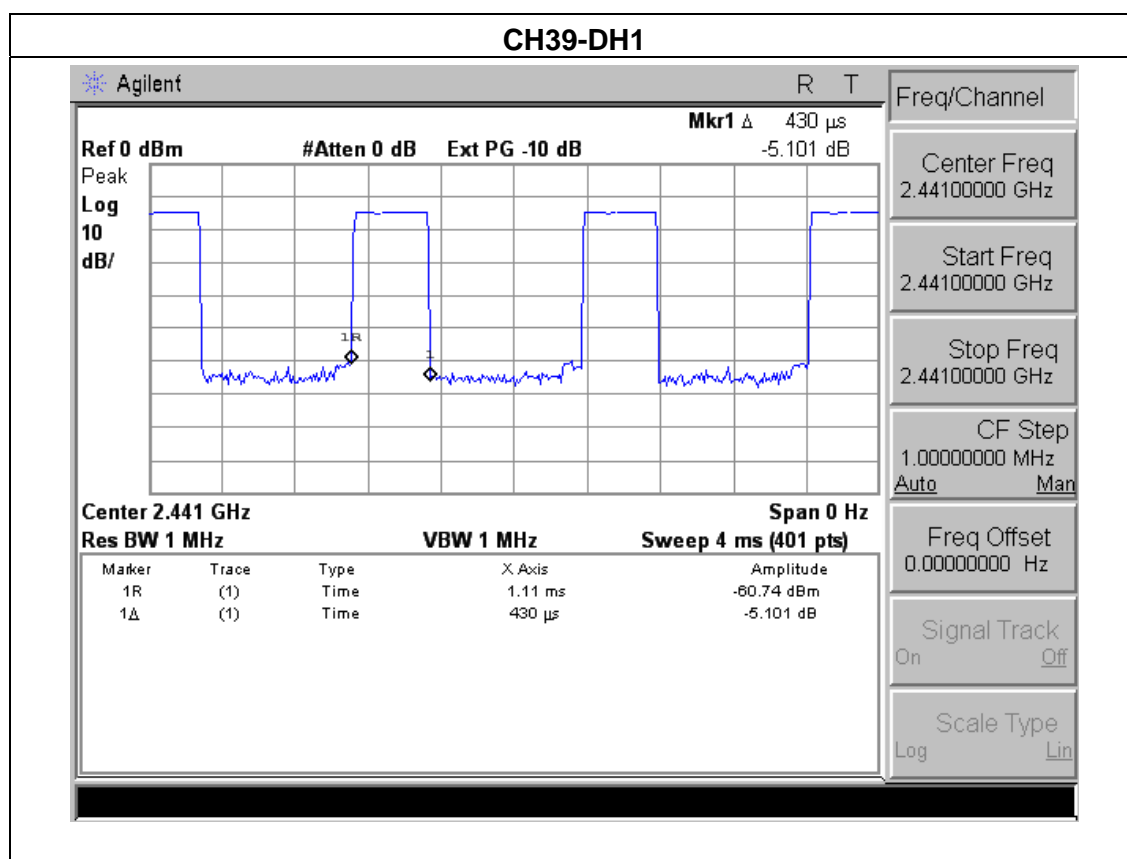 CH39-DH1
Agilent R T
Mkr1 Δ 430 µs
Ref 0 dBm #Atten 0 dB Ext PG -10 dB -5.101 dB
Peak
Log
10
dB/
1R
1
Center 2.441 GHz Span 0 Hz
Res BW 1 MHz VBW 1 MHz Sweep 4 ms (401 pts)
Marker Trace Type X Axis Amplitude
1R (1) Time 1.11 ms -60.74 dBm
1Δ (1) Time 430 µs -5.101 dB
Freq/Channel
Center Freq
2.44100000 GHz
Start Freq
2.44100000 GHz
Stop Freq
2.44100000 GHz
CF Step
1.00000000 MHz
Auto Man
Freq Offset
0.00000000 Hz
Signal Track
On Off
Scale Type
Log Lin